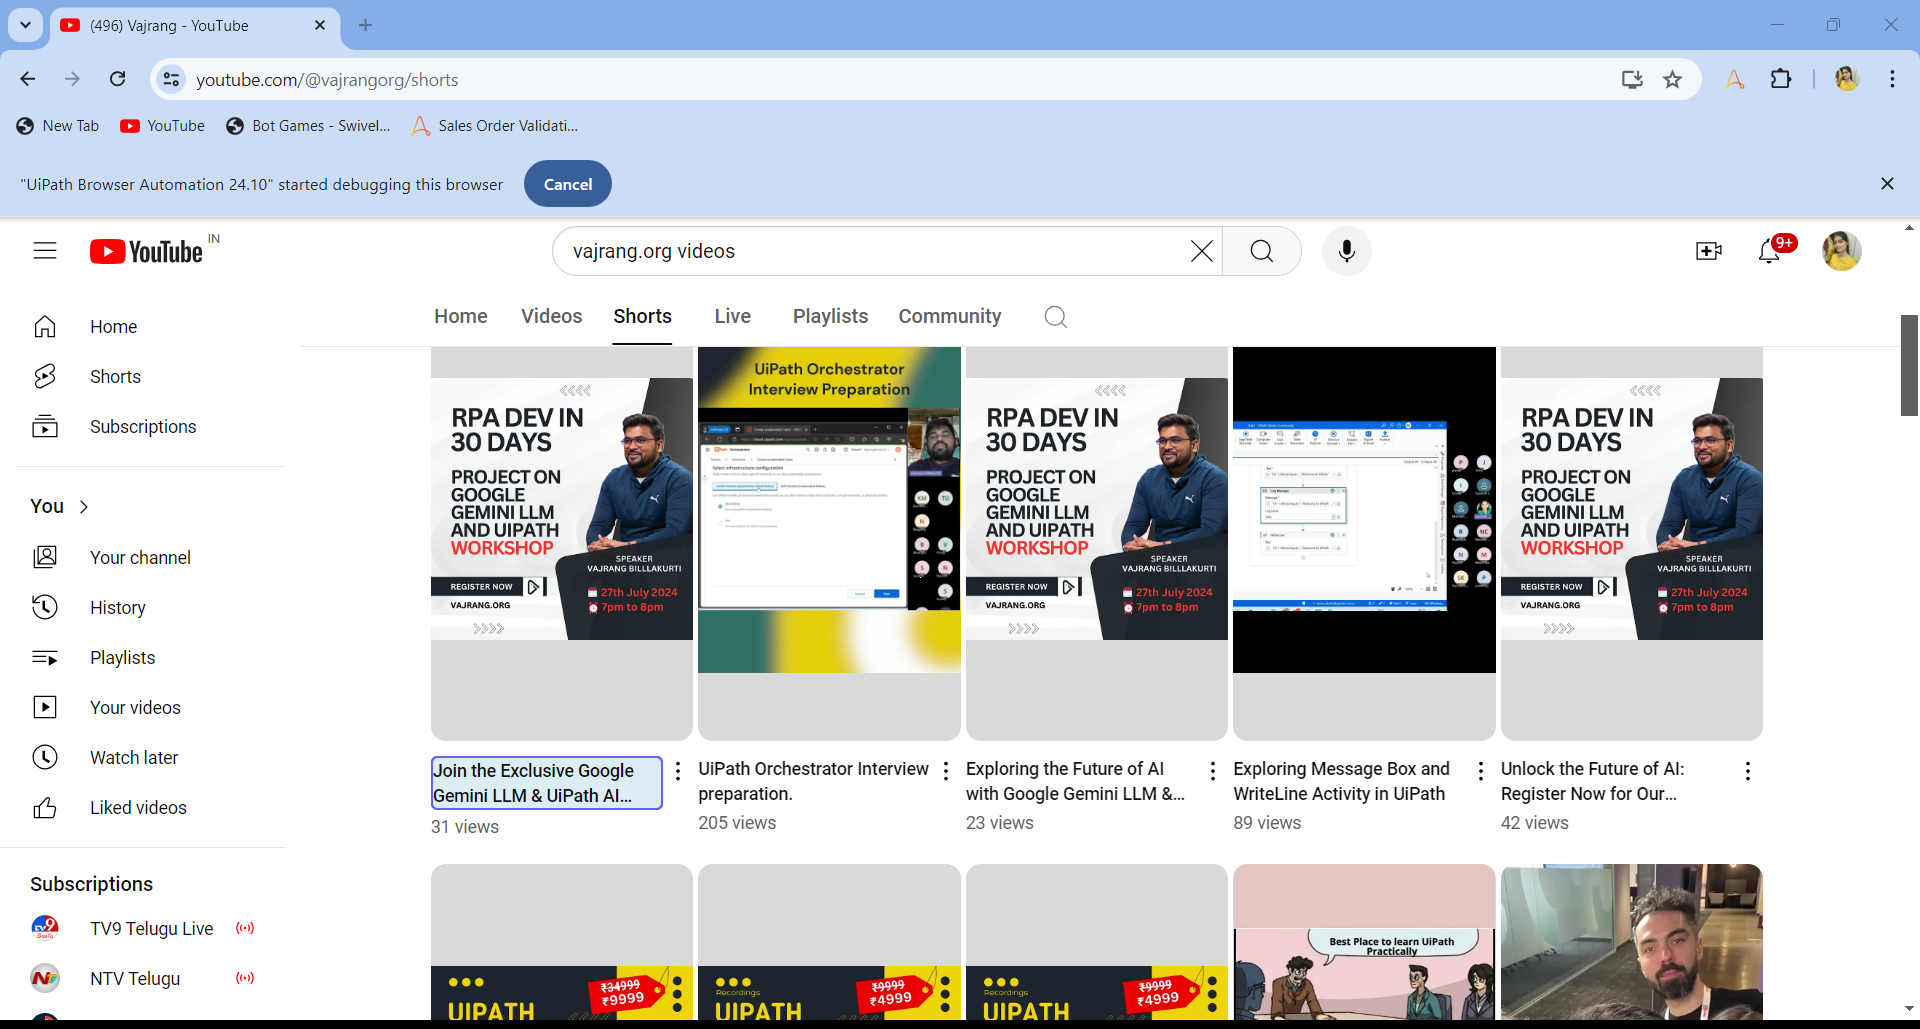 (496) Vajrang - YouTube
youtube.com/@vajrangorg/shorts
New Tab
YouTube
Bot Games - Swivel...
Sales Order Validati...
"UiPath Browser Automation 24.10" started debugging this browser
Cancel
YouTube
IN
vajrang.org videos
9+
Home
Videos
Shorts
Live
Playlists
Community
Home
Shorts
Subscriptions
You
Your channel
History
Playlists
Your videos
Watch later
Liked videos
Subscriptions
TV9 Telugu Live
NTV Telugu
RPA DEV IN
30 DAYS
PROJECT ON
GOOGLE
GEMINI LLM
AND UIPATH
WORKSHOP
SPEAKER
VAJRANG BILLLAKURTI
REGISTER NOW
VAJRANG.ORG
27th July 2024
7pm to 8pm
Join the Exclusive Google
Gemini LLM & UiPath AI...
31 views
UiPath Orchestrator
Interview Preparation
Select infrastructure configuration
KM
TU
N
B
V
S
N
S
UiPath Orchestrator Interview
preparation.
205 views
RPA DEV IN
30 DAYS
PROJECT ON
GOOGLE
GEMINI LLM
AND UIPATH
WORKSHOP
SPEAKER
VAJRANG BILLLAKURTI
REGISTER NOW
VAJRANG.ORG
27th July 2024
7pm to 8pm
Exploring the Future of AI
with Google Gemini LLM &...
23 views
Log Message
NC
N
M
SK
Exploring Message Box and
WriteLine Activity in UiPath
89 views
RPA DEV IN
30 DAYS
PROJECT ON
GOOGLE
GEMINI LLM
AND UIPATH
WORKSHOP
SPEAKER
VAJRANG BILLLAKURTI
REGISTER NOW
VAJRANG.ORG
27th July 2024
7pm to 8pm
Unlock the Future of AI:
Register Now for Our...
42 views
₹34999
₹9999
UIPATH
Recordings
₹9999
₹4999
UIPATH
Recordings
₹9999
₹4999
UIPATH
Best Place to learn UiPath
Practically